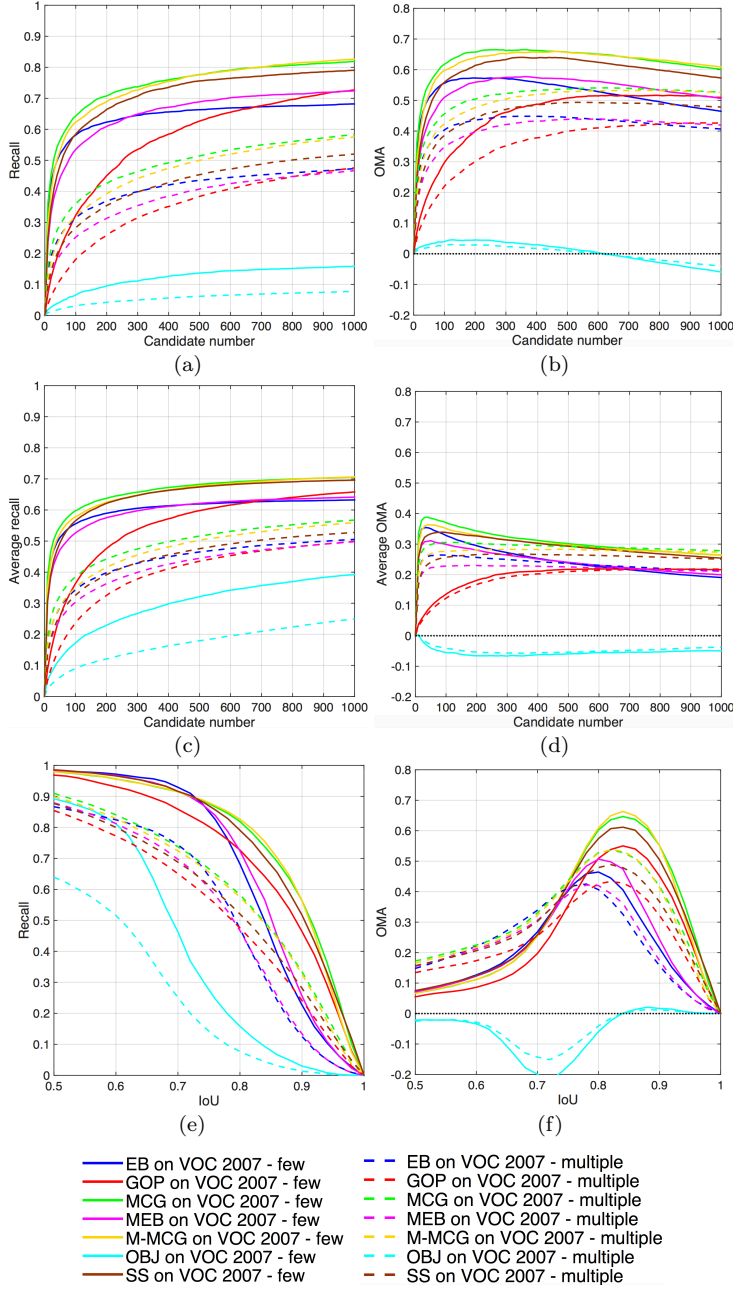 1
0.9
0.8
0.7
0.6
0.5
0.4
0.3
0.2
0.1
0
Recall
0 100 200 300 400 500 600 700 800 900 1000
Candidate number
(a)
0.8
0.7
0.6
0.5
0.4
0.3
0.2
0.1
0
-0.1
-0.2
OMA
0 100 200 300 400 500 600 700 800 900 1000
Candidate number
(b)
1
0.9
0.8
0.7
0.6
0.5
0.4
0.3
0.2
0.1
0
Average recall
0 100 200 300 400 500 600 700 800 900 1000
Candidate number
(c)
0.8
0.7
0.6
0.5
0.4
0.3
0.2
0.1
0
-0.1
-0.2
Average OMA
0 100 200 300 400 500 600 700 800 900 1000
Candidate number
(d)
1
0.9
0.8
0.7
0.6
0.5
0.4
0.3
0.2
0.1
0
Recall
0.5 0.6 0.7 0.8 0.9 1
IoU
(e)
0.8
0.7
0.6
0.5
0.4
0.3
0.2
0.1
0
-0.1
-0.2
OMA
0.5 0.6 0.7 0.8 0.9 1
IoU
(f)
EB on VOC 2007 - few
GOP on VOC 2007 - few
MCG on VOC 2007 - few
MEB on VOC 2007 - few
M-MCG on VOC 2007 - few
OBJ on VOC 2007 - few
SS on VOC 2007 - few
EB on VOC 2007 - multiple
GOP on VOC 2007 - multiple
MCG on VOC 2007 - multiple
MEB on VOC 2007 - multiple
M-MCG on VOC 2007 - multiple
OBJ on VOC 2007 - multiple
SS on VOC 2007 - multiple